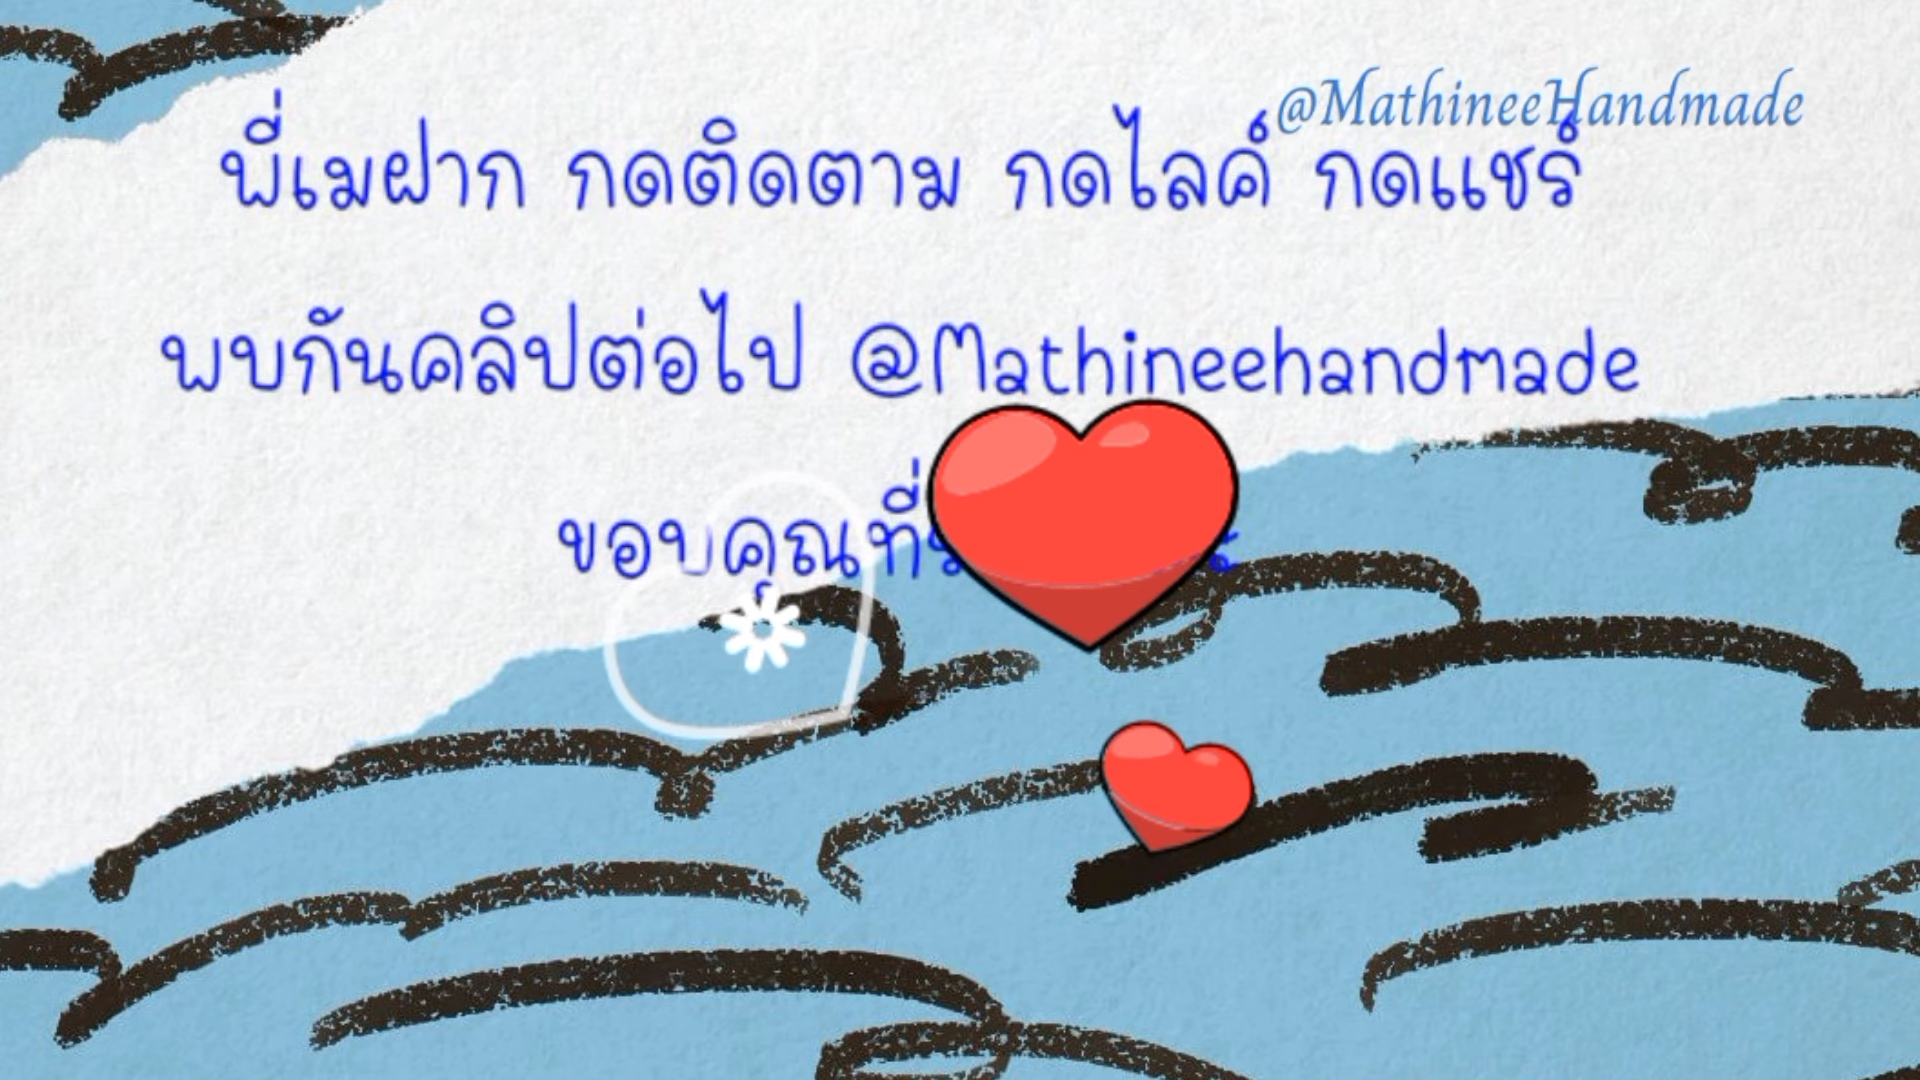 @MathineeHandmade
พี่เมฝาก กดติดตาม กดไลค์ กดแชร์
พบกันคลิปต่อไป @Mathineehandmade
ขอบคุณที่